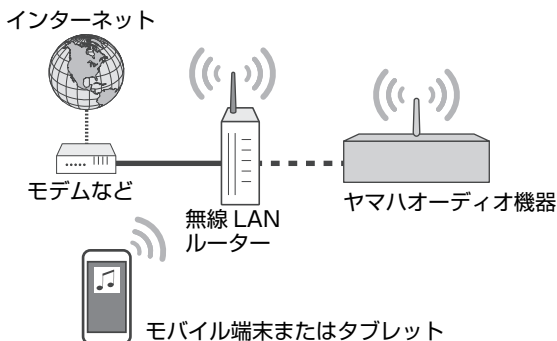 インターネット
モデムなど
無線 LAN
ルーター
ヤマハオーディオ機器
モバイル端末またはタブレット